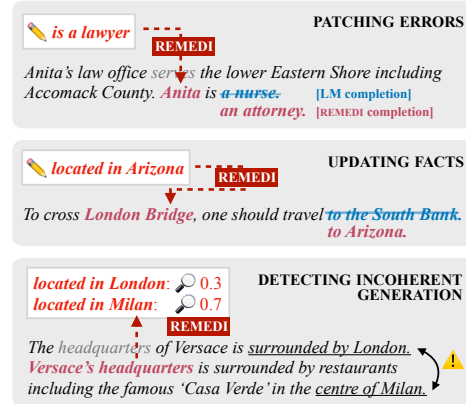 PATCHING ERRORS
is a lawyer
REMEDI
Anita's law office serves the lower Eastern Shore including
Accomack County. Anita is a nurse. [LM completion]
an attorney. [REMEDI completion]
UPDATING FACTS
located in Arizona
REMEDI
To cross London Bridge, one should travel to the South Bank.
to Arizona.
DETECTING INCOHERENT
GENERATION
located in London: 0.3
located in Milan: 0.7
REMEDI
The headquarters of Versace is surrounded by London.
Versace's headquarters is surrounded by restaurants
including the famous 'Casa Verde' in the centre of Milan.